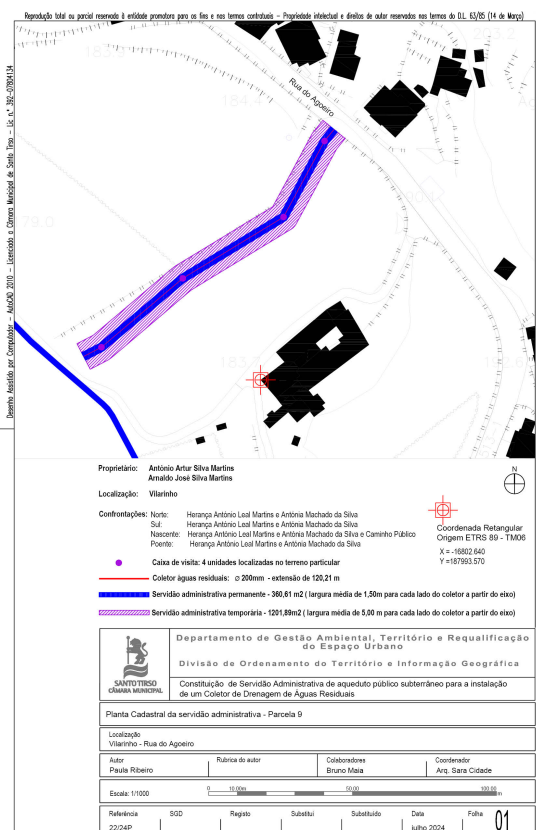 Reprodução total ou parcial reservada à entidade promotora para os fins e nos termos contratuais – Propriedade intelectual e direitos de autor reservados nos termos do D.L. 63/85 (14 de Março)
Desenho Assistido por Computador – AutoCAD 2010 – Licenciado a Câmara Municipal de Santo Tirso – Lic n.° 392–07804134
Rua do Agoeiro
184.4
179.0
Proprietário: António Artur Silva Martins
Arnaldo José Silva Martins
Localização: Vilarinho
Confrontações: Norte: Herança António Leal Martins e Antónia Machado da Silva
Sul: Herança António Leal Martins e Antónia Machado da Silva
Nascente: Herança António Leal Martins e Antónia Machado da Silva e Caminho Público
Poente: Herança António Leal Martins e Antónia Machado da Silva
N
Coordenada Retangular
Origem ETRS 89 - TM06
X = -16802.640
Y =187993.570
Caixa de visita: 4 unidades localizadas no terreno particular
Coletor àguas residuais: ⌀ 200mm - extensão de 120,21 m
Servidão administrativa permanente - 360,61 m2 ( largura média de 1,50m para cada lado do coletor a partir do eixo)
Servidão administrativa temporária - 1201,89m2 ( largura média de 5,00 m para cada lado do coletor a partir do eixo)
SANTO TIRSO
CÂMARA MUNICIPAL
Departamento de Gestão Ambiental, Território e Requalificação
do Espaço Urbano
Divisão de Ordenamento do Território e Informação Geográfica
Constituição de Servidão Administrativa de aqueduto público subterrâneo para a instalação
de um Coletor de Drenagem de Águas Residuais
Planta Cadastral da servidão administrativa - Parcela 9
Localização
Vilarinho - Rua do Agoeiro
Autor Rubrica do autor Colaboradores Coordenador
Paula Ribeiro Bruno Maia Arq. Sara Cidade
Escala: 1/1000 0 10.00m 50.00 100.00 m
Referência SGD Registo Substitui Substituido Data Folha 01
22/24P julho 2024